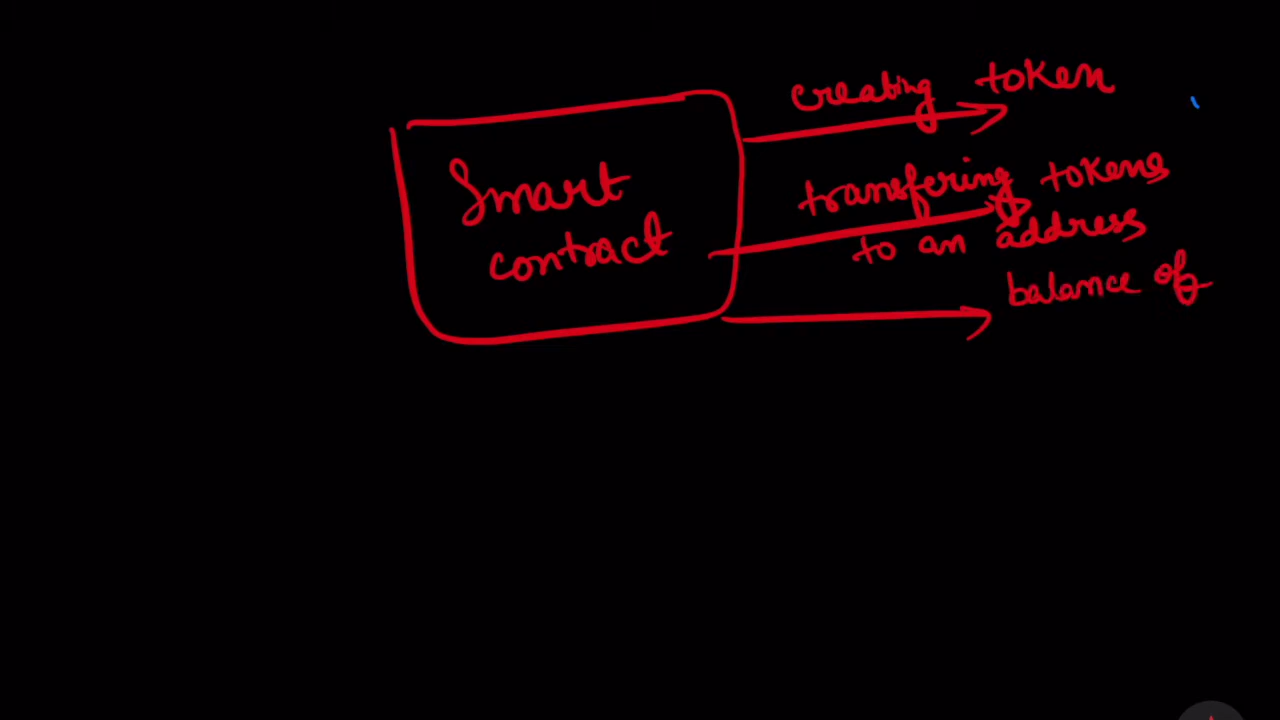 creating token
Smart
contract
transfering tokens
to an address
balance of